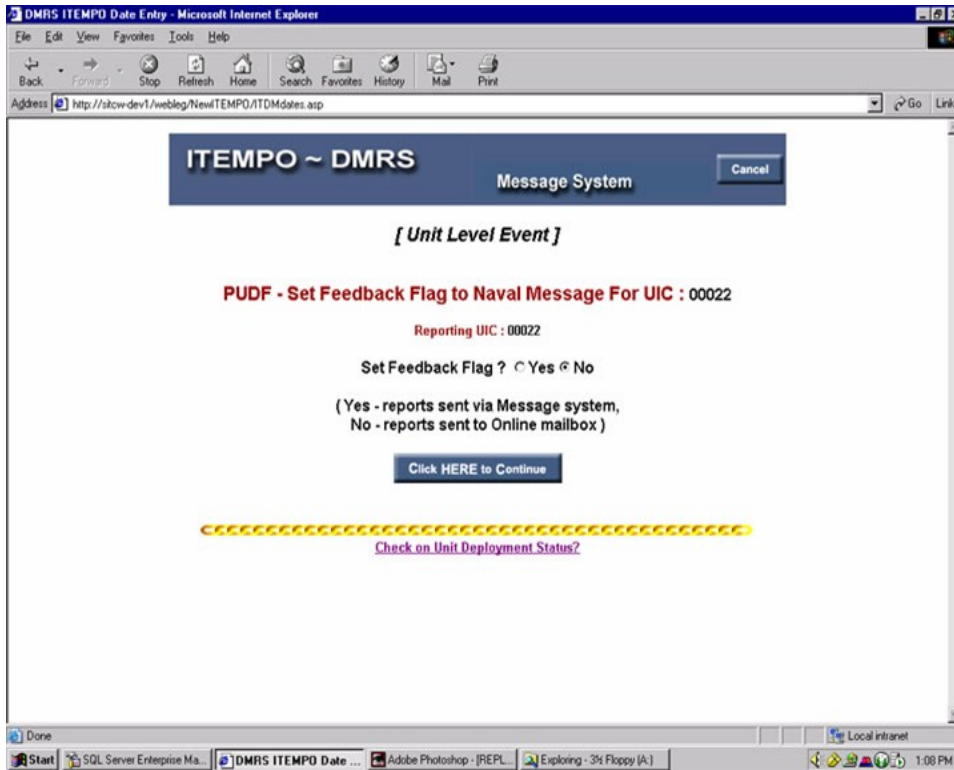 DMRS ITEMPO Date Entry - Microsoft Internet Explorer
File Edit View Favorites Tools Help
Back Forward Stop Refresh Home Search Favorites History Mail Print
Address http://sitcw-dev1/webleg/NewITEMPO/ITDMdates.asp Go Link
ITEMPO ~ DMRS
Message System
Cancel
[ Unit Level Event ]
PUDF - Set Feedback Flag to Naval Message For UIC : 00022
Reporting UIC : 00022
Set Feedback Flag ? Yes No
( Yes - reports sent via Message system,
No - reports sent to Online mailbox )
Click HERE to Continue
Check on Unit Deployment Status?
Done Local intranet
Start SQL Server Enterprise Ma... DMRS ITEMPO Date ... Adobe Photoshop - [REPL... Exploring - 3½ Floppy (A:) 1:08 PM